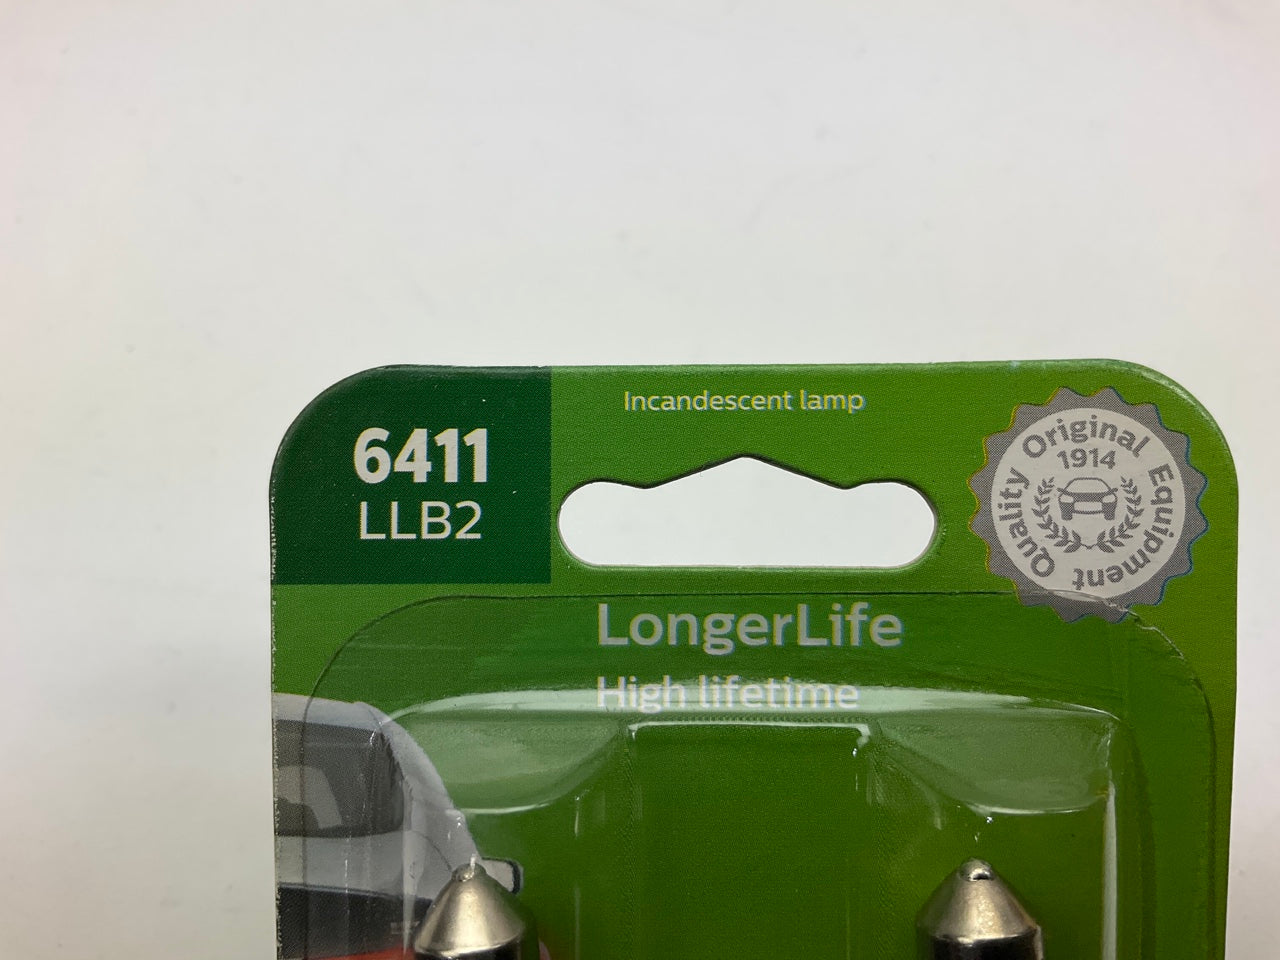 6411
LLB2
Incandescent lamp
Original Equipment Quality
1914
LongerLife
High lifetime